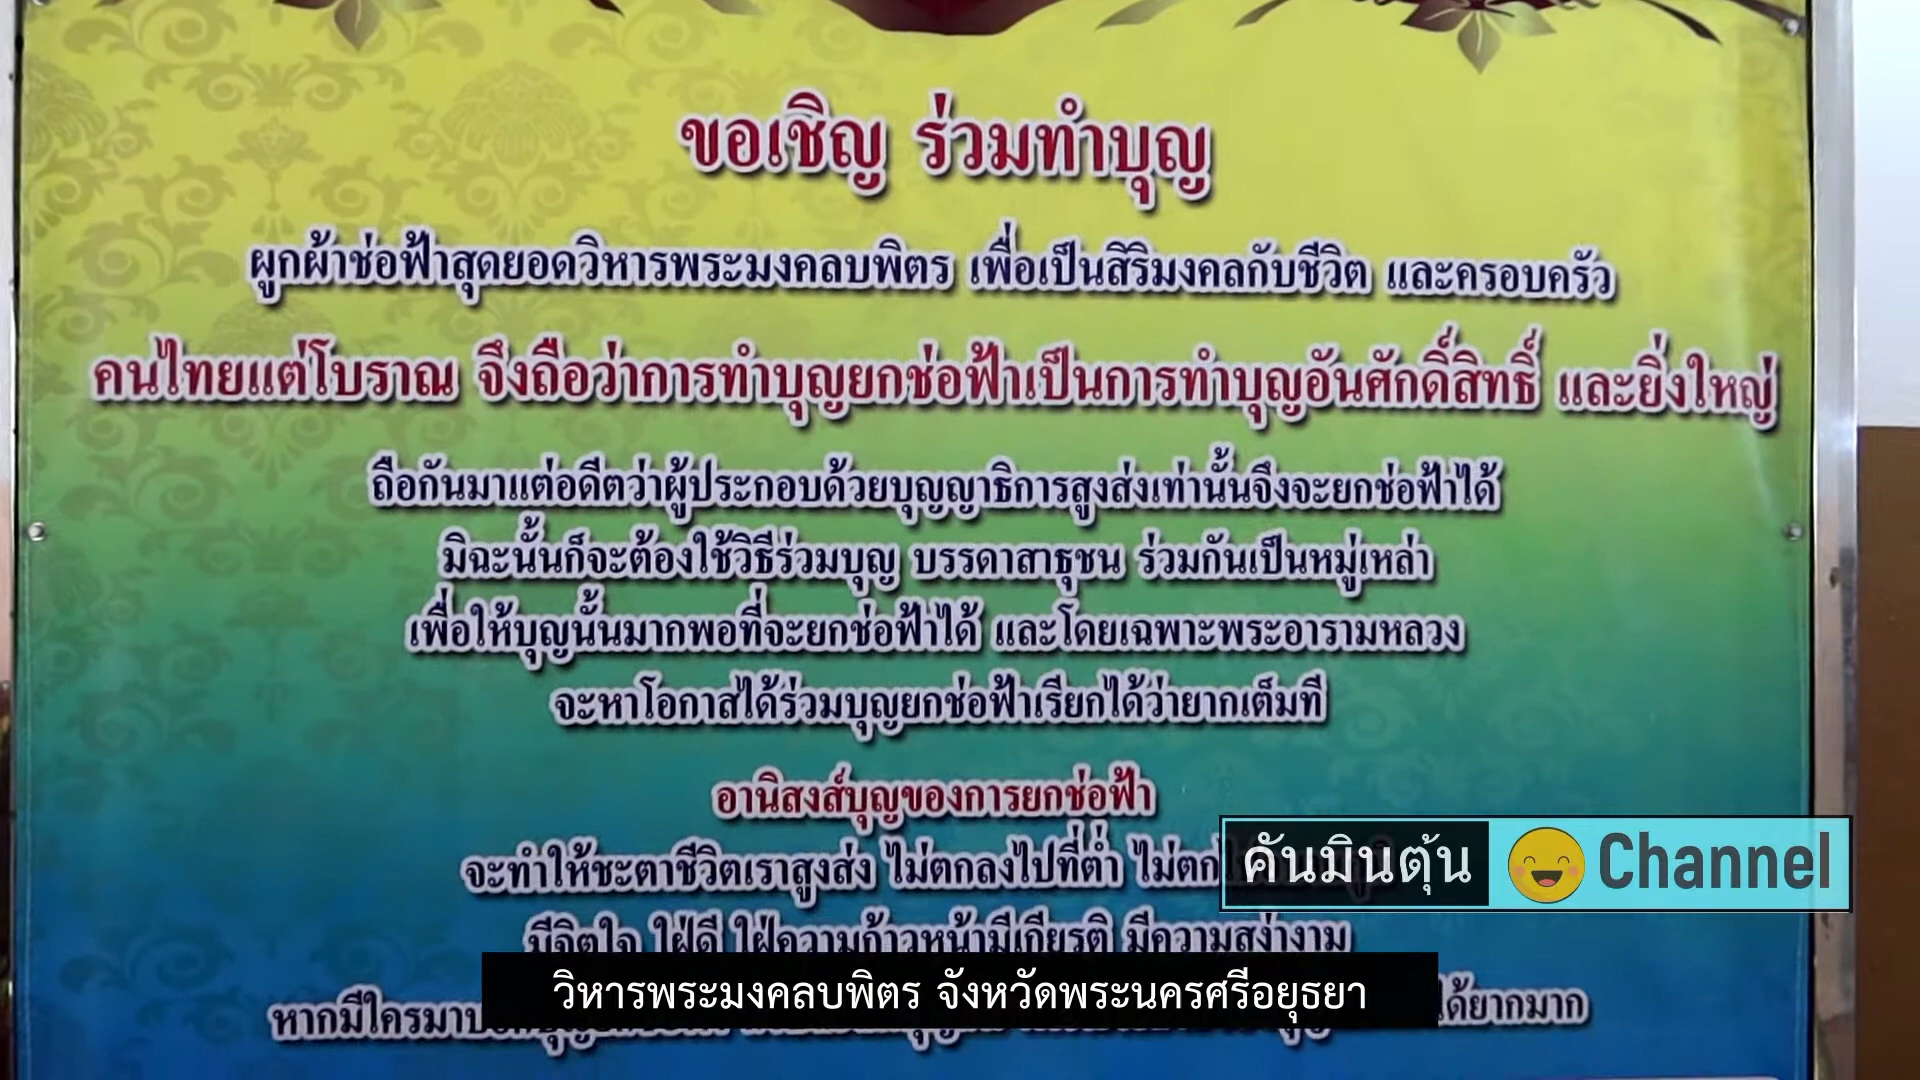 ขอเชิญ ร่วมทำบุญ
ผูกผ้าช่อฟ้าสุดยอดวิหารพระมงคลบพิตร เพื่อเป็นสิริมงคลกับชีวิต และครอบครัว
คนไทยแต่โบราณ จึงถือว่าการทำบุญยกช่อฟ้าเป็นการทำบุญอันศักดิ์สิทธิ์ และยิ่งใหญ่
ถือกันมาแต่อดีตว่าผู้ประกอบด้วยบุญญาธิการสูงส่งเท่านั้นจึงจะยกช่อฟ้าได้
มิฉะนั้นก็จะต้องใช้วิธีร่วมบุญ บรรดาสาธุชน ร่วมกันเป็นหมู่เหล่า
เพื่อให้บุญนั้นมากพอที่จะยกช่อฟ้าได้ และโดยเฉพาะพระอารามหลวง
จะหาโอกาสได้ร่วมบุญยกช่อฟ้าเรียกได้ว่ายากเต็มที
อานิสงส์บุญของการยกช่อฟ้า
จะทำให้ชะตาชีวิตเราสูงส่ง ไม่ตกลงไปที่ต่ำ ไม่ตก
คันมินตุ้น Channel
มีจิตใจ ใฝ่ดี ใฝ่ความก้าวหน้ามีเกียรติ มีความสง่างาม
หากมีใครมา ได้ยากมาก
วิหารพระมงคลบพิตร จังหวัดพระนครศรีอยุธยา